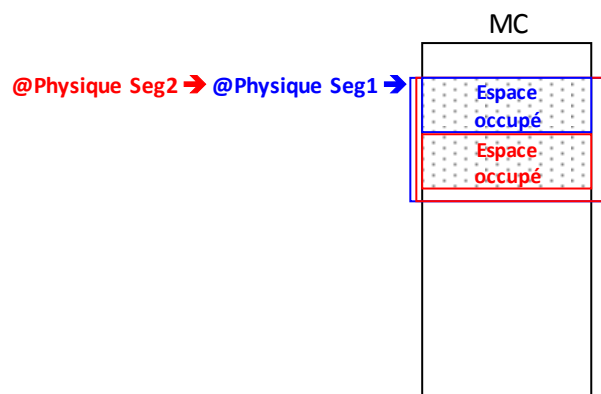 MC
@Physique Seg2 ➔ @Physique Seg1 ➔
Espace
occupé
Espace
occupé